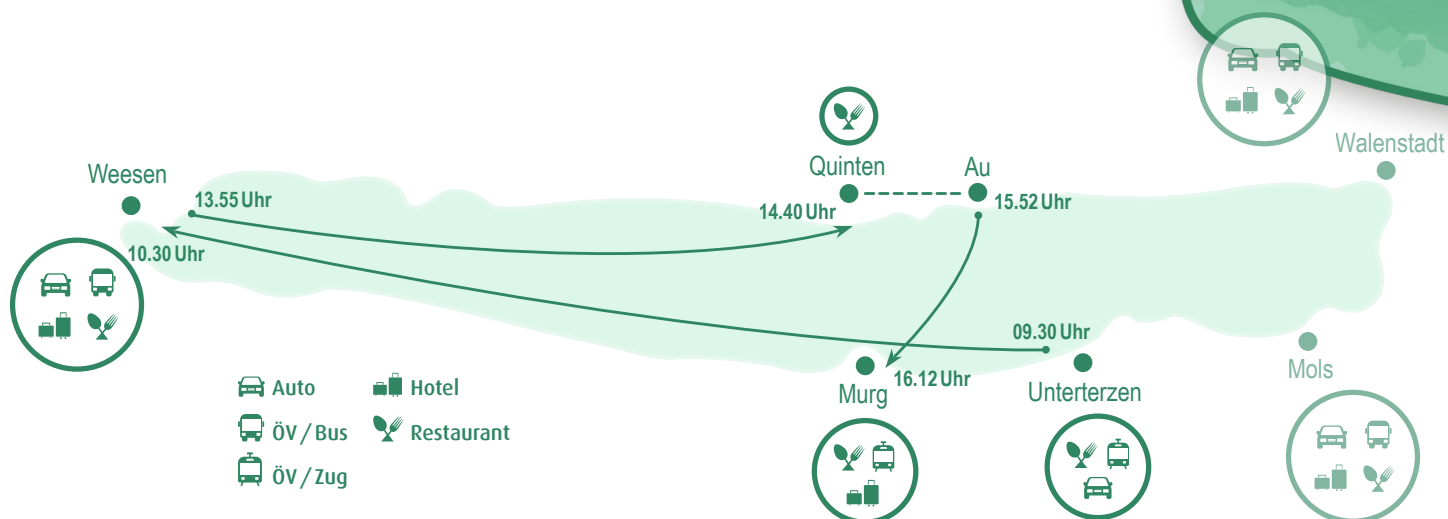 Walenstadt
Weesen
Quinten
Au
13.55 Uhr
14.40 Uhr
15.52 Uhr
10.30 Uhr
09.30 Uhr
Mols
Murg
16.12 Uhr
Unterterzen
Auto
Hotel
ÖV / Bus
Restaurant
ÖV / Zug